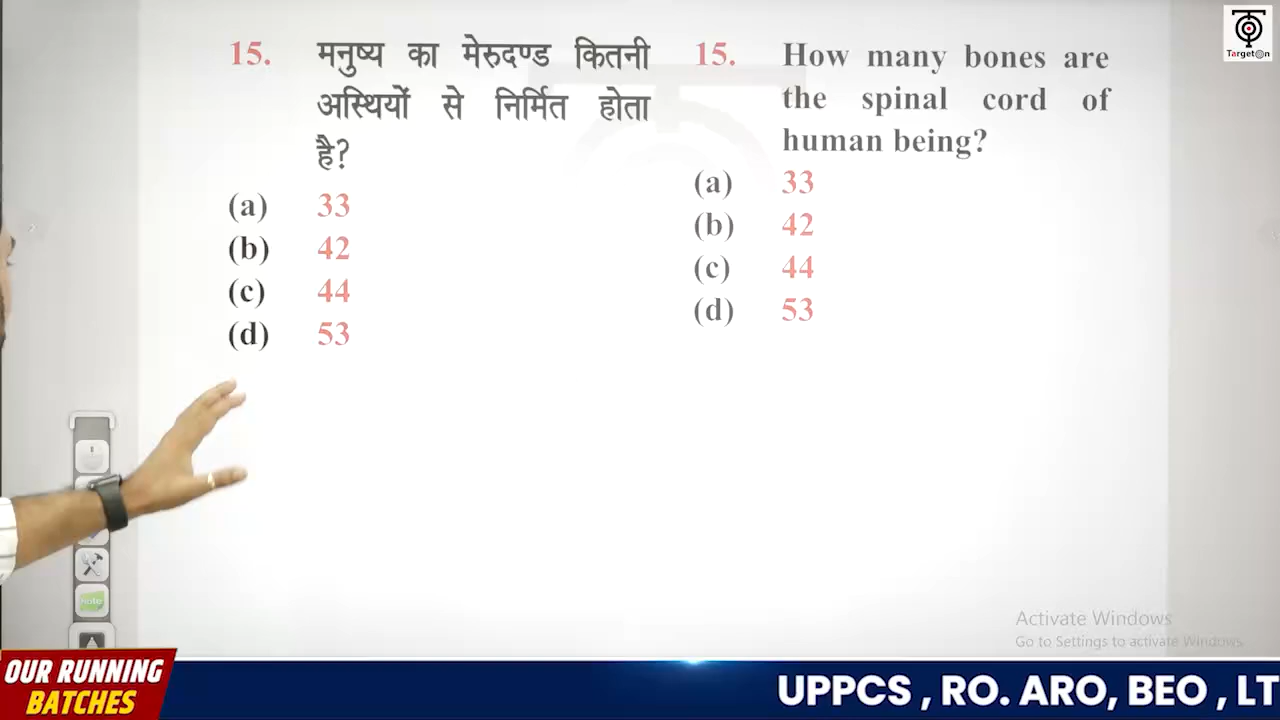 15. मनुष्य का मेरुदण्ड कितनी
अस्थियों से निर्मित होता
है?
(a) 33
(b) 42
(c) 44
(d) 53
15. How many bones are
the spinal cord of
human being?
(a) 33
(b) 42
(c) 44
(d) 53
Target@n
note
Activate Windows
Go to Settings to activate Windows.
OUR RUNNING
BATCHES
UPPCS , RO. ARO, BEO , LT